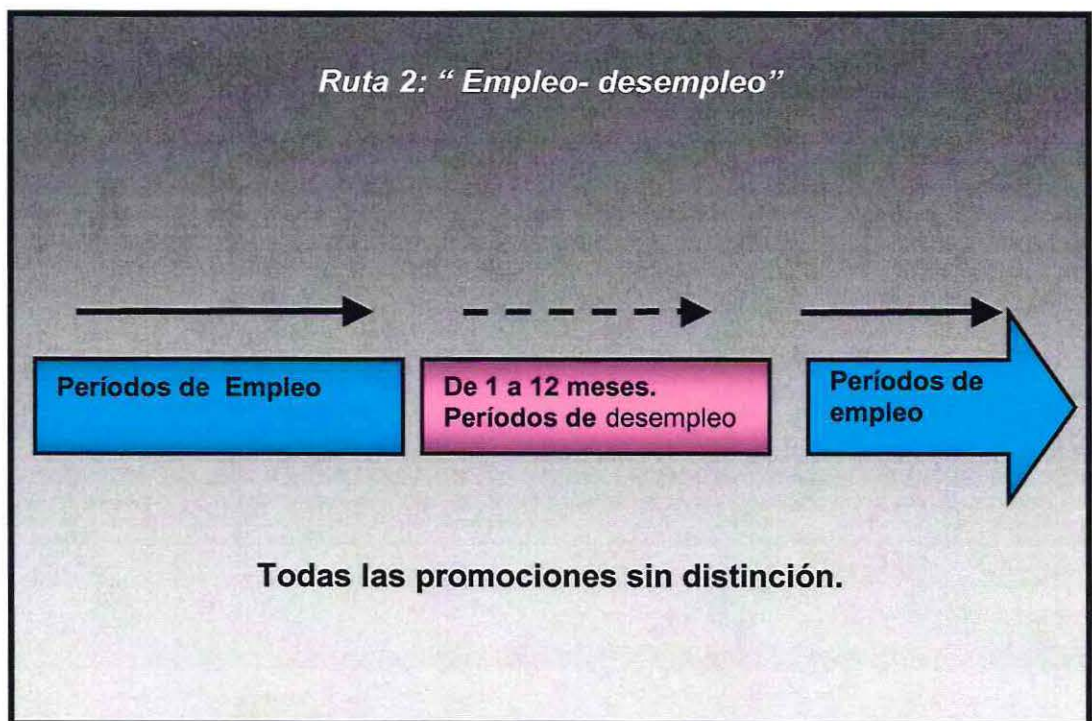 Ruta 2: “ Empleo- desempleo”
Períodos de  Empleo
De 1 a 12 meses.
Períodos de desempleo
Períodos de
empleo
Todas las promociones sin distinción.